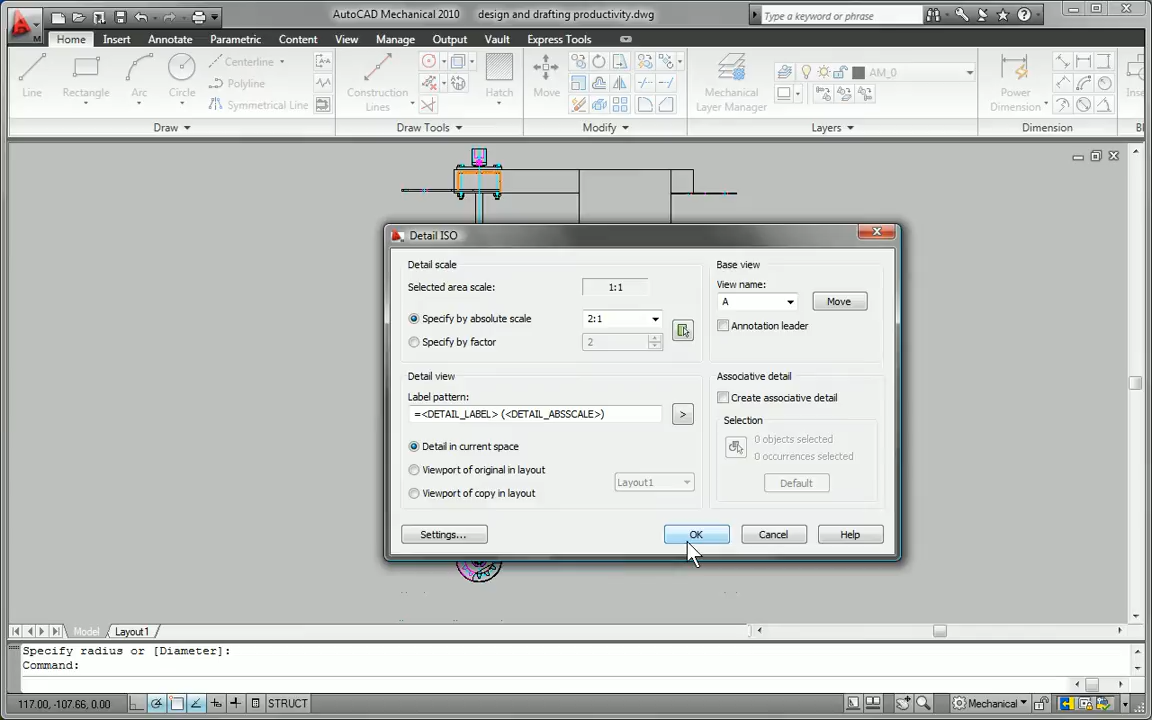 AutoCAD Mechanical 2010 design and drafting productivity.dwg
Type a keyword or phrase
Home Insert Annotate Parametric Content View Manage Output Vault Express Tools
Centerline
Polyline
Symmetrical Line
Line Rectangle Arc Circle
Construction Lines
Hatch
Move
Mechanical Layer Manager
AM_0
Power Dimension
Draw Draw Tools Modify Layers Dimension
Detail ISO
Detail scale
Selected area scale: 1:1
Specify by absolute scale 2:1
Specify by factor 2
Base view
View name:
A Move
Annotation leader
Detail view
Label pattern:
=<DETAIL_LABEL> (<DETAIL_ABSSCALE>) >
Detail in current space
Viewport of original in layout
Layout1
Viewport of copy in layout
Associative detail
Create associative detail
Selection
0 objects selected
0 occurrences selected
Default
Settings... OK Cancel Help
Model Layout1
Specify radius or [Diameter]:
Command:
117.00, -107.66, 0.00 STRUCT Mechanical